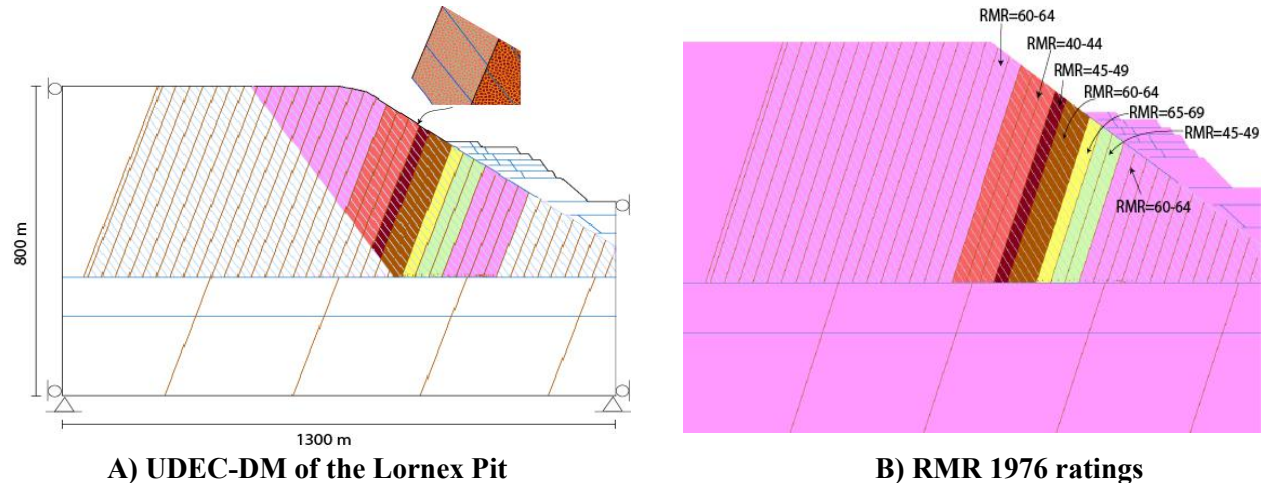 800 m
1300 m
A) UDEC-DM of the Lornex Pit
RMR=60-64
RMR=40-44
RMR=45-49
RMR=60-64
RMR=65-69
RMR=45-49
RMR=60-64
B) RMR 1976 ratings